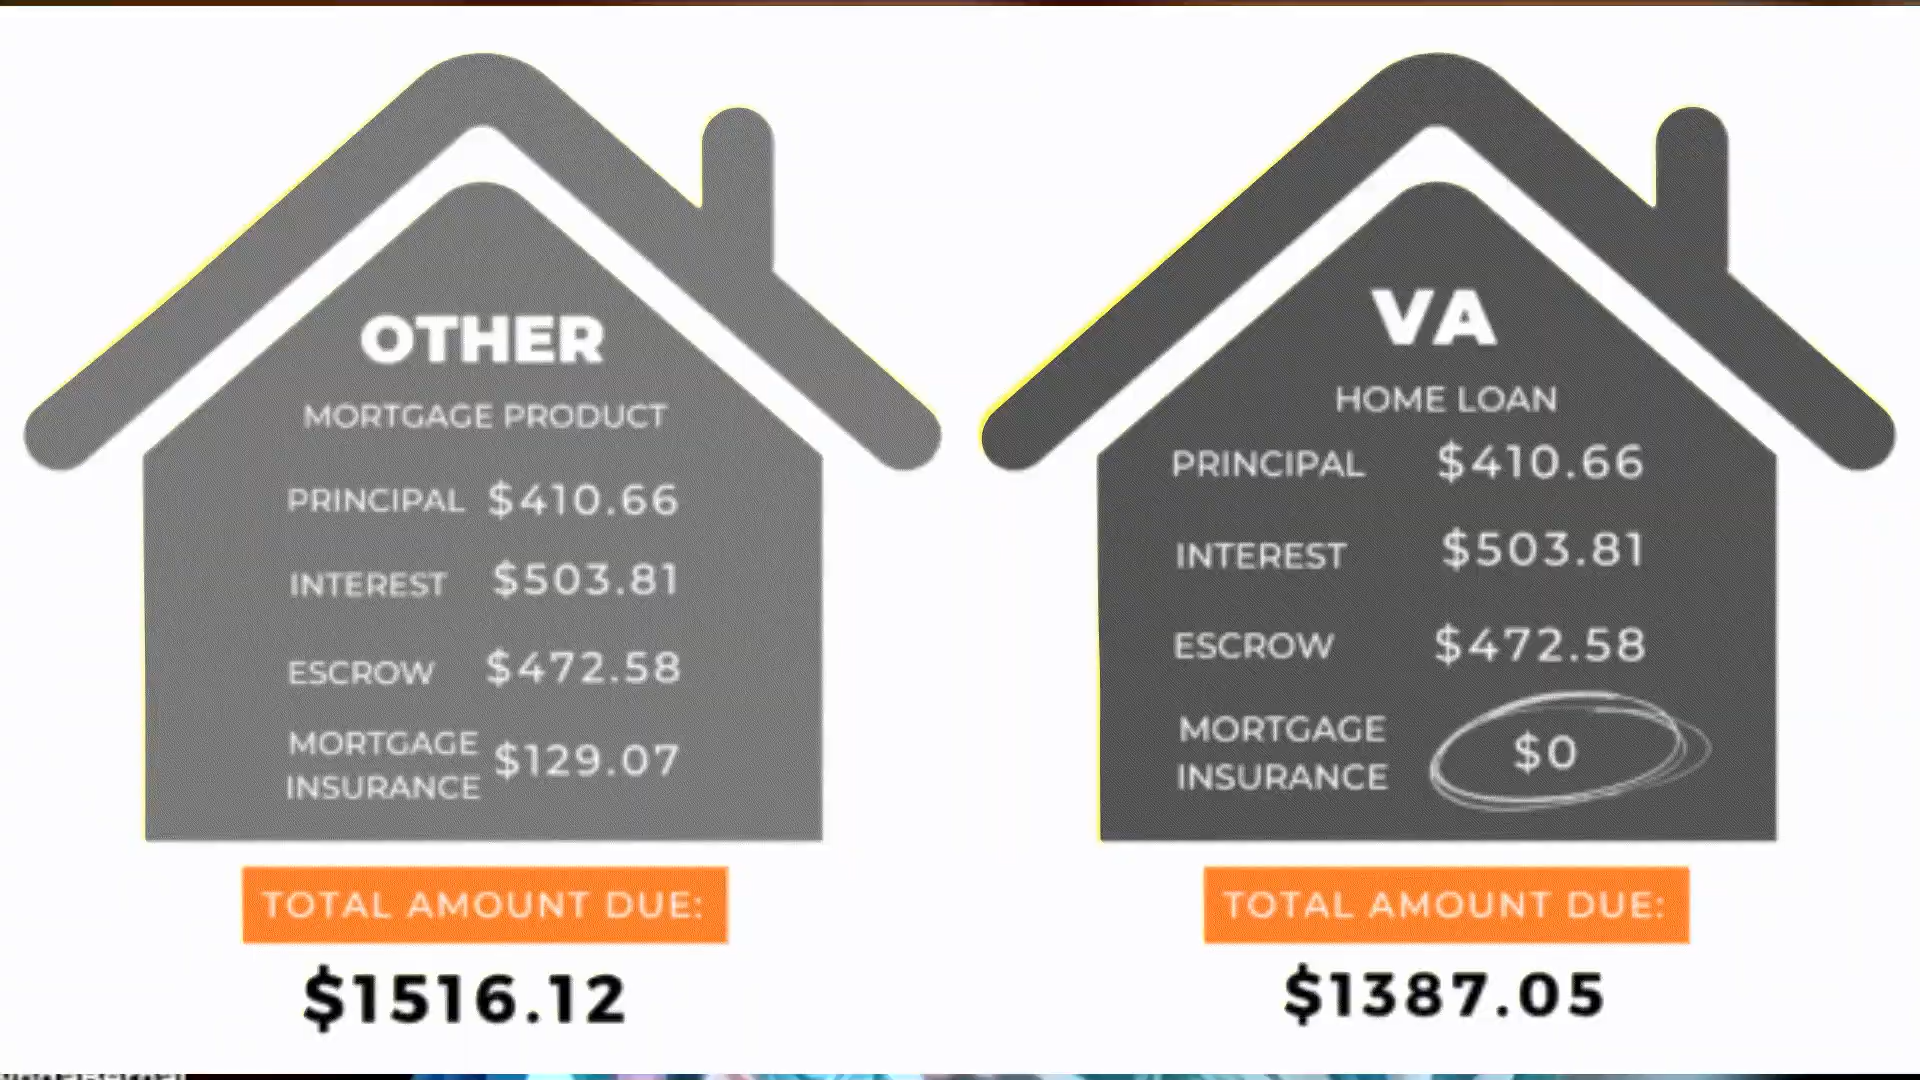 OTHER
MORTGAGE PRODUCT
PRINCIPAL $410.66
INTEREST $503.81
ESCROW $472.58
MORTGAGE
INSURANCE $129.07
TOTAL AMOUNT DUE:
$1516.12
VA
HOME LOAN
PRINCIPAL $410.66
INTEREST $503.81
ESCROW $472.58
MORTGAGE
INSURANCE $0
TOTAL AMOUNT DUE:
$1387.05